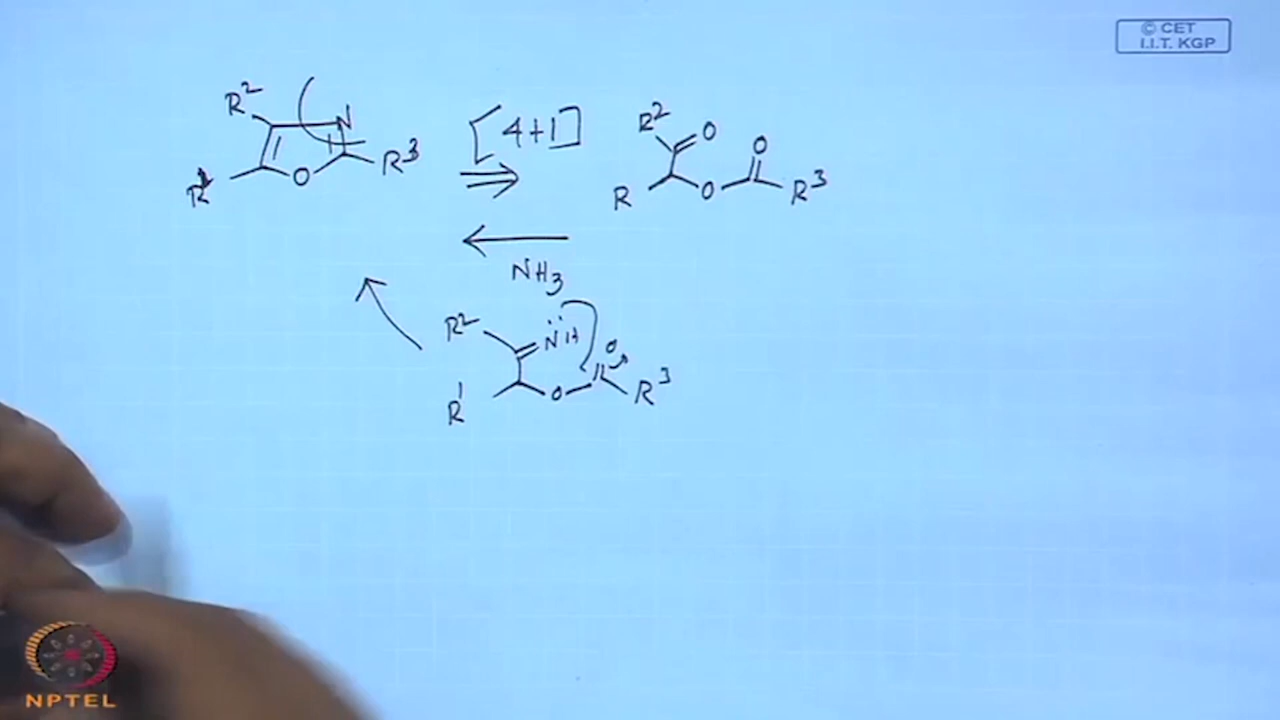 © CET
I.I.T. KGP
R² N R³ O R¹
[4+1]
R² O O R O R³
NH₃
R² NH O R¹ O R³
NPTEL